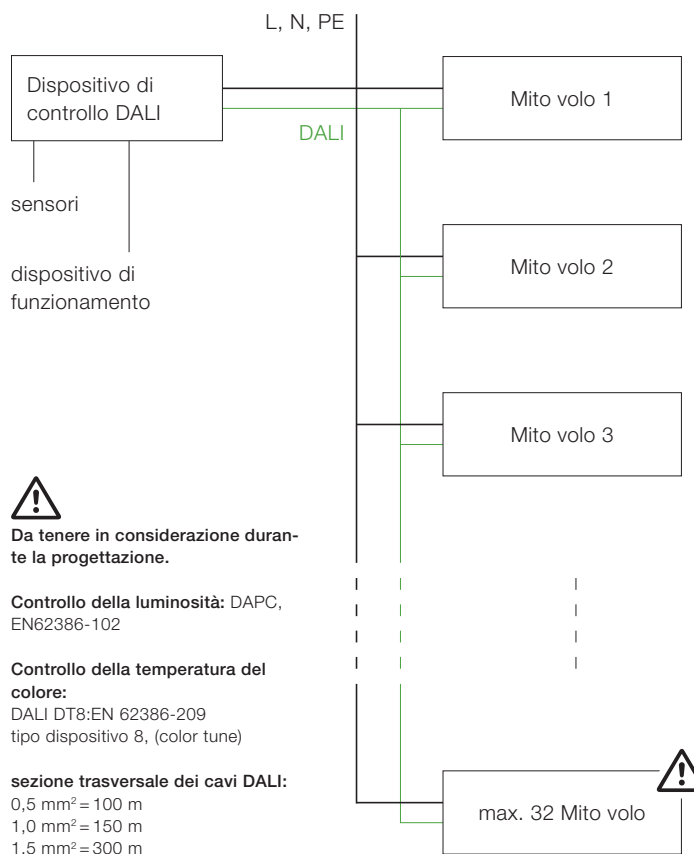 L, N, PE
Dispositivo di
controllo DALI
Mito volo 1
DALI
sensori
dispositivo di
funzionamento
Mito volo 2
Mito volo 3
Da tenere in considerazione duran-
te la progettazione.
Controllo della luminosità: DAPC,
EN62386-102
Controllo della temperatura del
colore:
DALI DT8:EN 62386-209
tipo dispositivo 8, (color tune)
sezione trasversale dei cavi DALI:
0,5 mm² = 100 m
1,0 mm² = 150 m
1,5 mm² = 300 m
max. 32 Mito volo